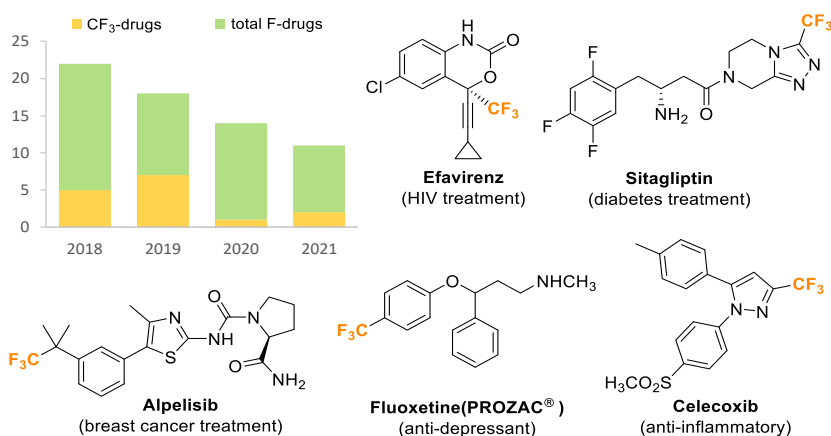 CF3-drugs
total F-drugs
25
20
15
10
5
0
2018
2019
2020
2021
NH
O
O
Cl
CF3
Efavirenz
(HIV treatment)
CF3
F
F
F
NH2
O
N
N
N
N
Sitagliptin
(diabetes treatment)
F3C
S
N
NH
O
N
O
NH2
Alpelisib
(breast cancer treatment)
F3C
O
NHCH3
Fluoxetine(PROZAC®)
(anti-depressant)
CF3
N
N
H3CO2S
Celecoxib
(anti-inflammatory)